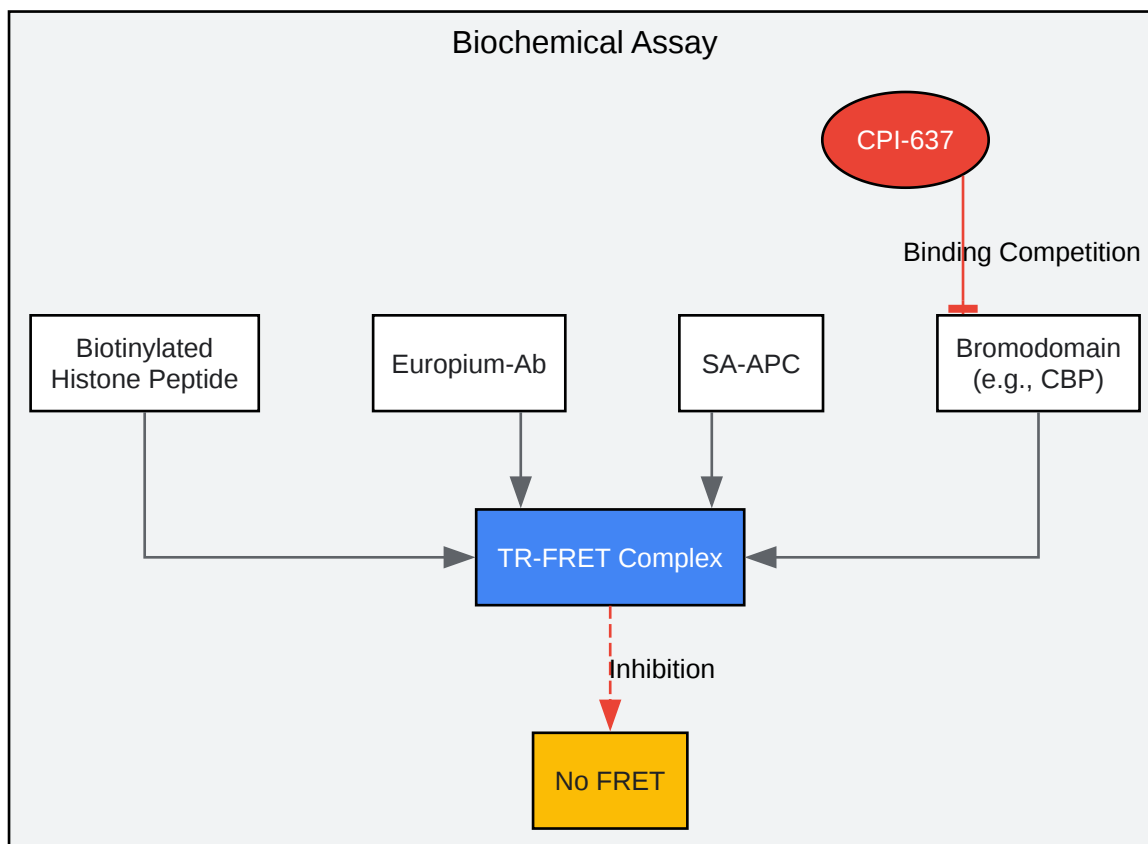 Biochemical Assay
CPI-637
Binding Competition
Biotinylated
Histone Peptide
Europium-Ab
SA-APC
Bromodomain
(e.g., CBP)
TR-FRET Complex
Inhibition
No FRET